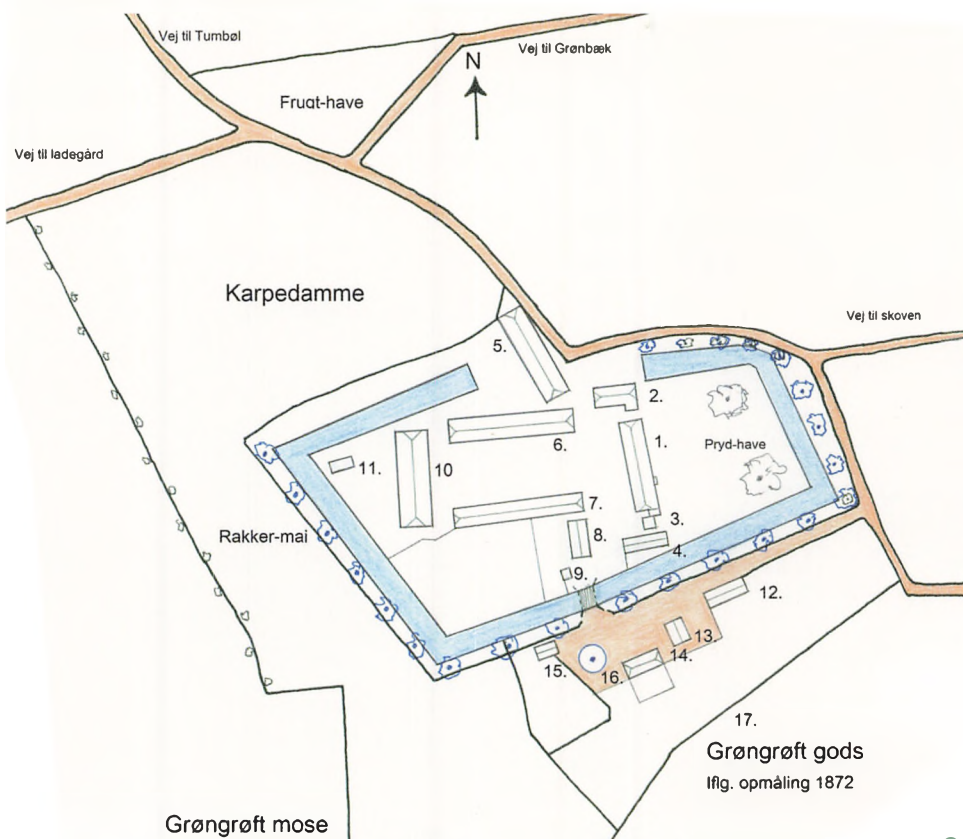 Vej til Tumbøl
Vej til Grønbæk
N
Frugt-have
Vej til ladegård
Karpedamme
Vej til skoven
5.
2.
1.
6.
Pryd-have
11.
10
7.
3.
Rakker-mai
8.
4.
9.
12.
13.
15.
14.
16.
17.
Grøngrøft gods
Iflg. opmåling 1872
Grøngrøft mose